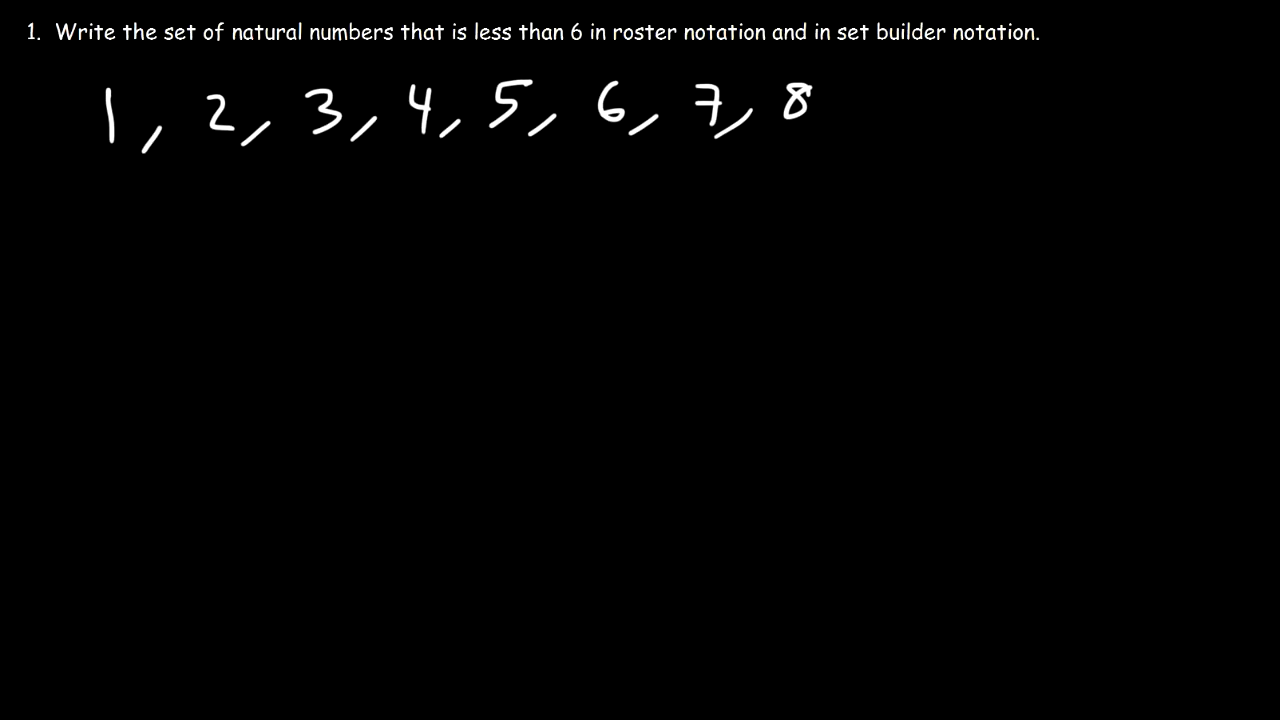 1. Write the set of natural numbers that is less than 6 in roster notation and in set builder notation.
1, 2, 3, 4, 5, 6, 7, 8